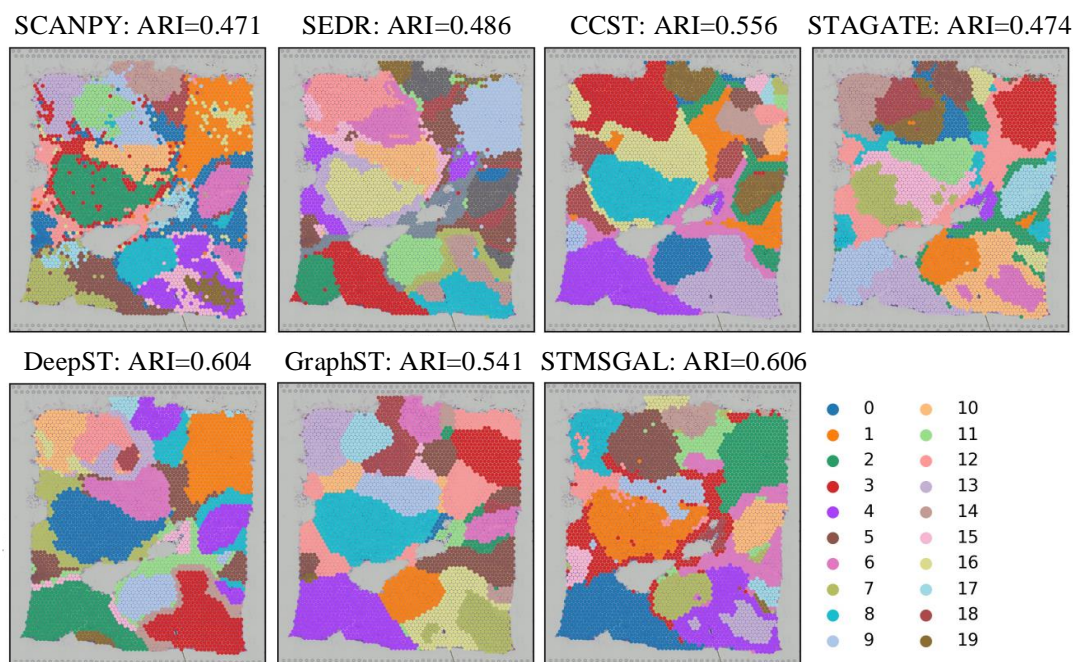 SCANPY: ARI=0.471
SEDR: ARI=0.486
CCST: ARI=0.556
STAGATE: ARI=0.474
DeepST: ARI=0.604
GraphST: ARI=0.541
STMSGAL: ARI=0.606
0 10
1 11
2 12
3 13
4 14
5 15
6 16
7 17
8 18
9 19